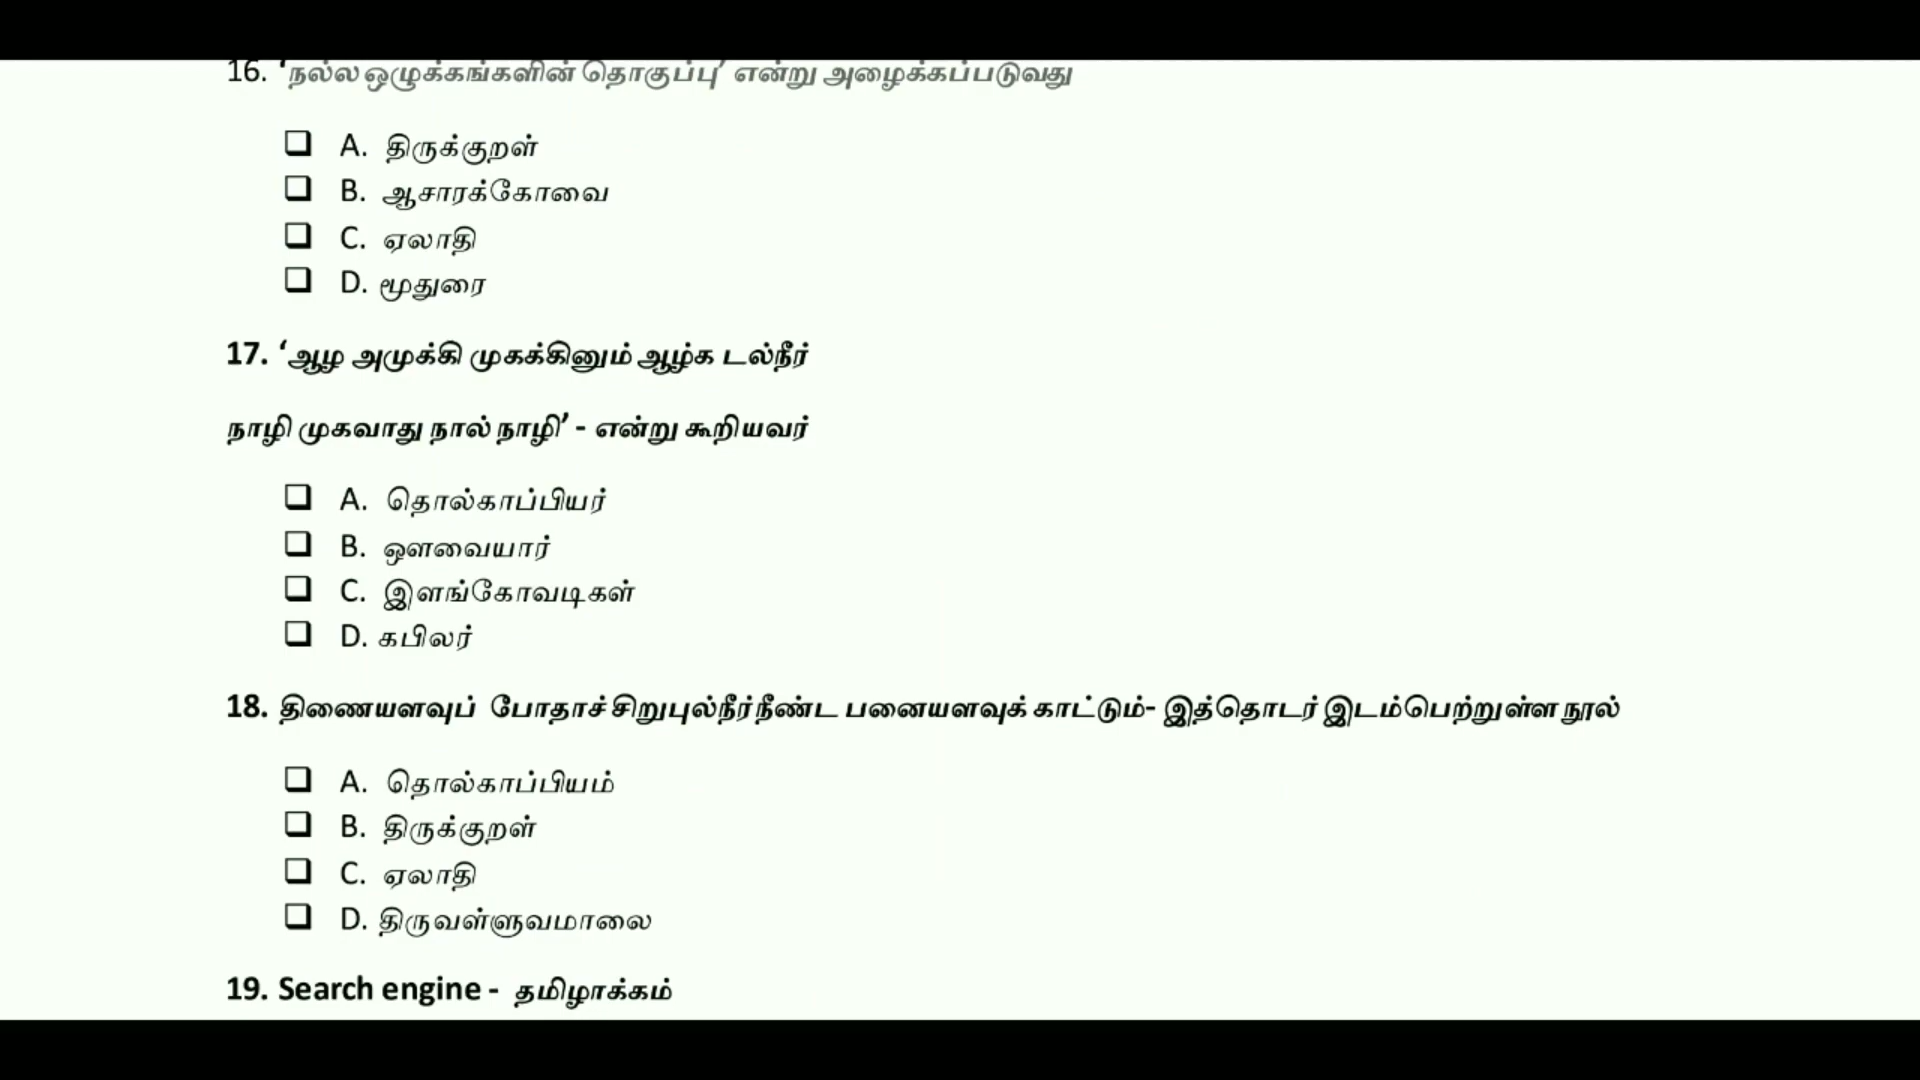 16. ‘நல்ல ஒழுக்கங்களின் தொகுப்பு’ என்று அழைக்கப்படுவது
❑ A. திருக்குறள்
❑ B. ஆசாரக்கோவை
❑ C. ஏலாதி
❑ D. மூதுரை
17. ‘ஆழ அமுக்கி முகக்கினும் ஆழ்க டல்நீர்
நாழி முகவாது நால் நாழி’ - என்று கூறியவர்
❑ A. தொல்காப்பியர்
❑ B. ஔவையார்
❑ C. இளங்கோவடிகள்
❑ D. கபிலர்
18. திணையளவுப் போதாச் சிறுபுல்நீர்நீண்ட பனையளவுக் காட்டும்- இத்தொடர் இடம்பெற்றுள்ள நூல்
❑ A. தொல்காப்பியம்
❑ B. திருக்குறள்
❑ C. ஏலாதி
❑ D. திருவள்ளுவமாலை
19. Search engine - தமிழாக்கம்